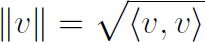 ‖v‖ = √⟨v, v⟩